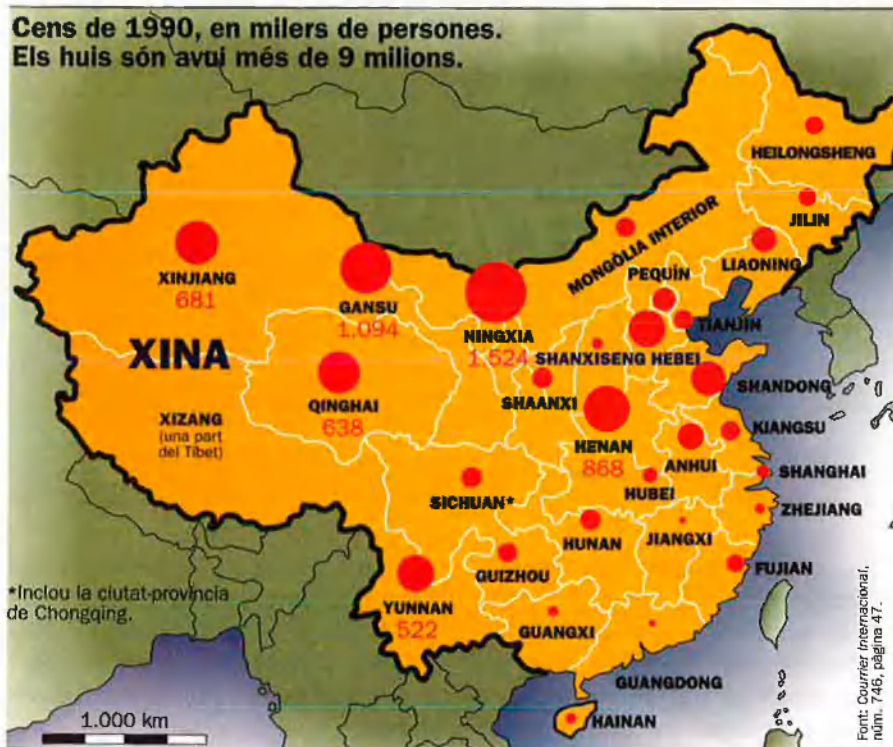 Cens de 1990, en milers de persones.
Els huis són avui més de 9 milions.
HEILONGSHENG
JILIN
MONGÒLIA INTERIOR
LIAONING
PEQUÍN
XINJIANG
681
GANSU
1.094
NINGXIA
1.524
TIANJIN
SHANXISENG HEBEI
XINA
QINGHAI
638
SHAANXI
SHANDONG
XIZANG
(una part
del Tibet)
HENAN
868
KIANGSU
ANHUI
SHANGHAI
HUBEI
SICHUAN*
ZHEJIANG
HUNAN
JIANGXI
FUJIAN
GUIZHOU
*Inclou la ciutat-província
de Chongqing.
YUNNAN
522
GUANGXI
GUANGDONG
HAINAN
1.000 km
Font: Courrier Internacional,
núm. 746, pàgina 47.